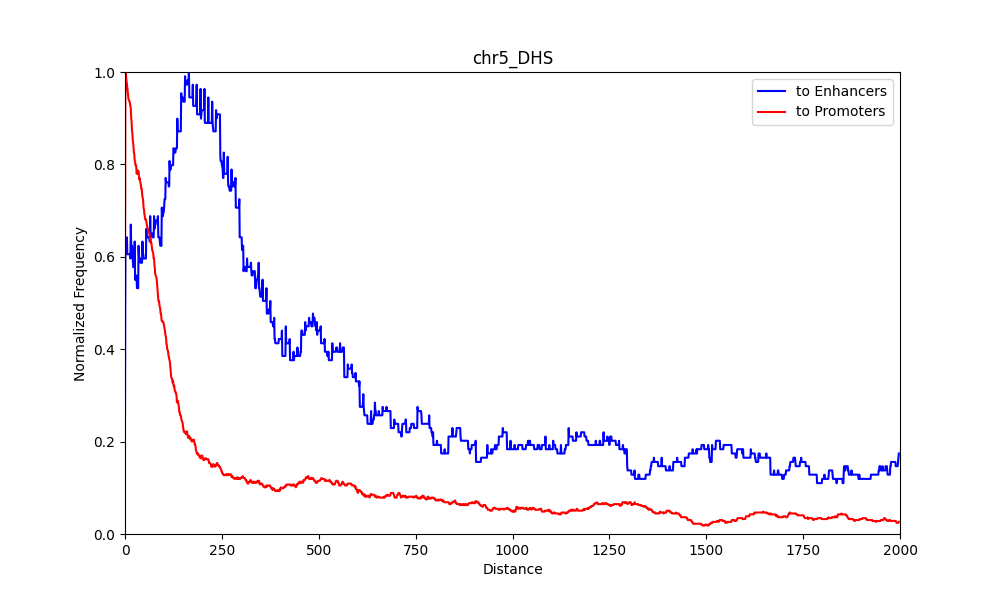 chr5_DHS
1.0
0.8
0.6
0.4
0.2
0.0
Normalized Frequency
to Enhancers
to Promoters
0 250 500 750 1000 1250 1500 1750 2000
Distance